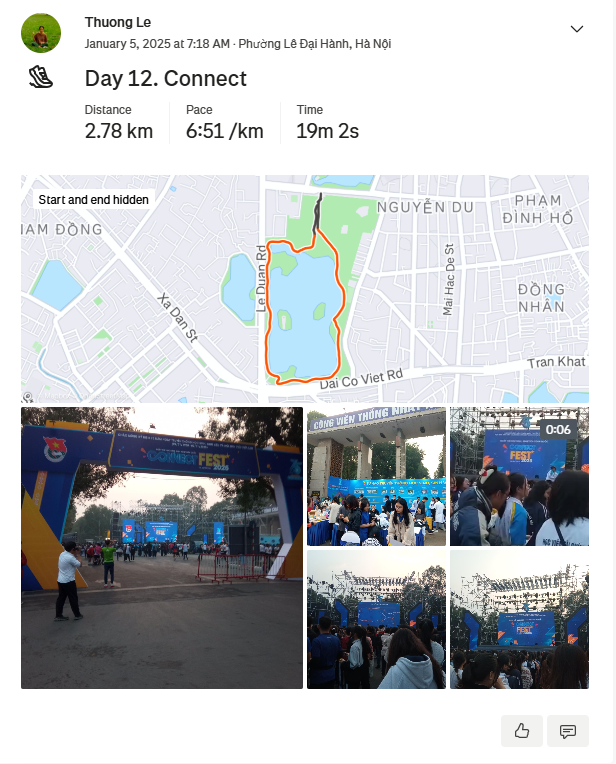 Thuong Le
January 5, 2025 at 7:18 AM · Phường Lê Đại Hành, Hà Nội
Day 12. Connect
Distance
Pace
Time
2.78 km
6:51 /km
19m 2s
Start and end hidden
NAM ĐỒNG
NGUYỄN DU
PHẠM
ĐÌNH HỔ
Le Duan Rd
Mai Hac De St
Xa Dan St
ĐỒNG
NHÂN
Tran Khat
Dai Co Viet Rd
CONNECT
FEST
2025
CÔNG VIÊN THỐNG NHẤT
0:06
CONNECT
FEST
FEST